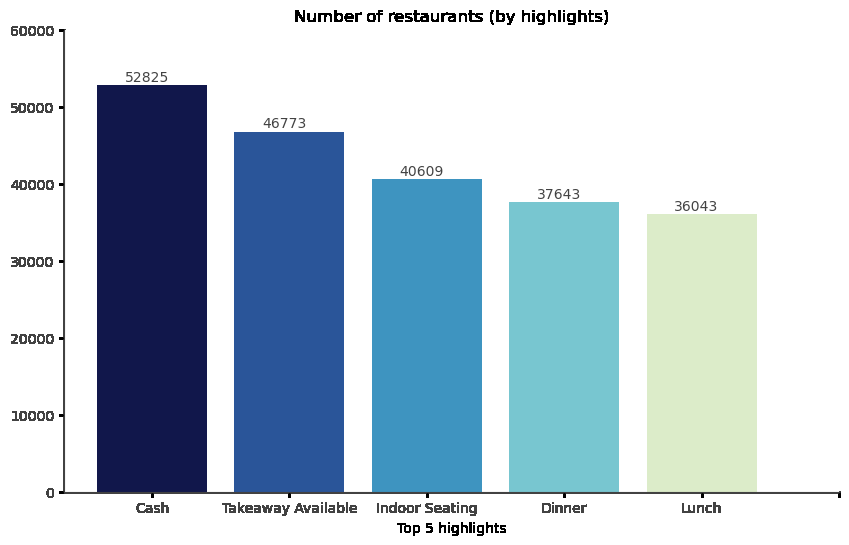 Number of restaurants (by highlights)
60000
50000
40000
30000
20000
10000
0
52825
46773
40609
37643
36043
Cash
Takeaway Available
Indoor Seating
Dinner
Lunch
Top 5 highlights